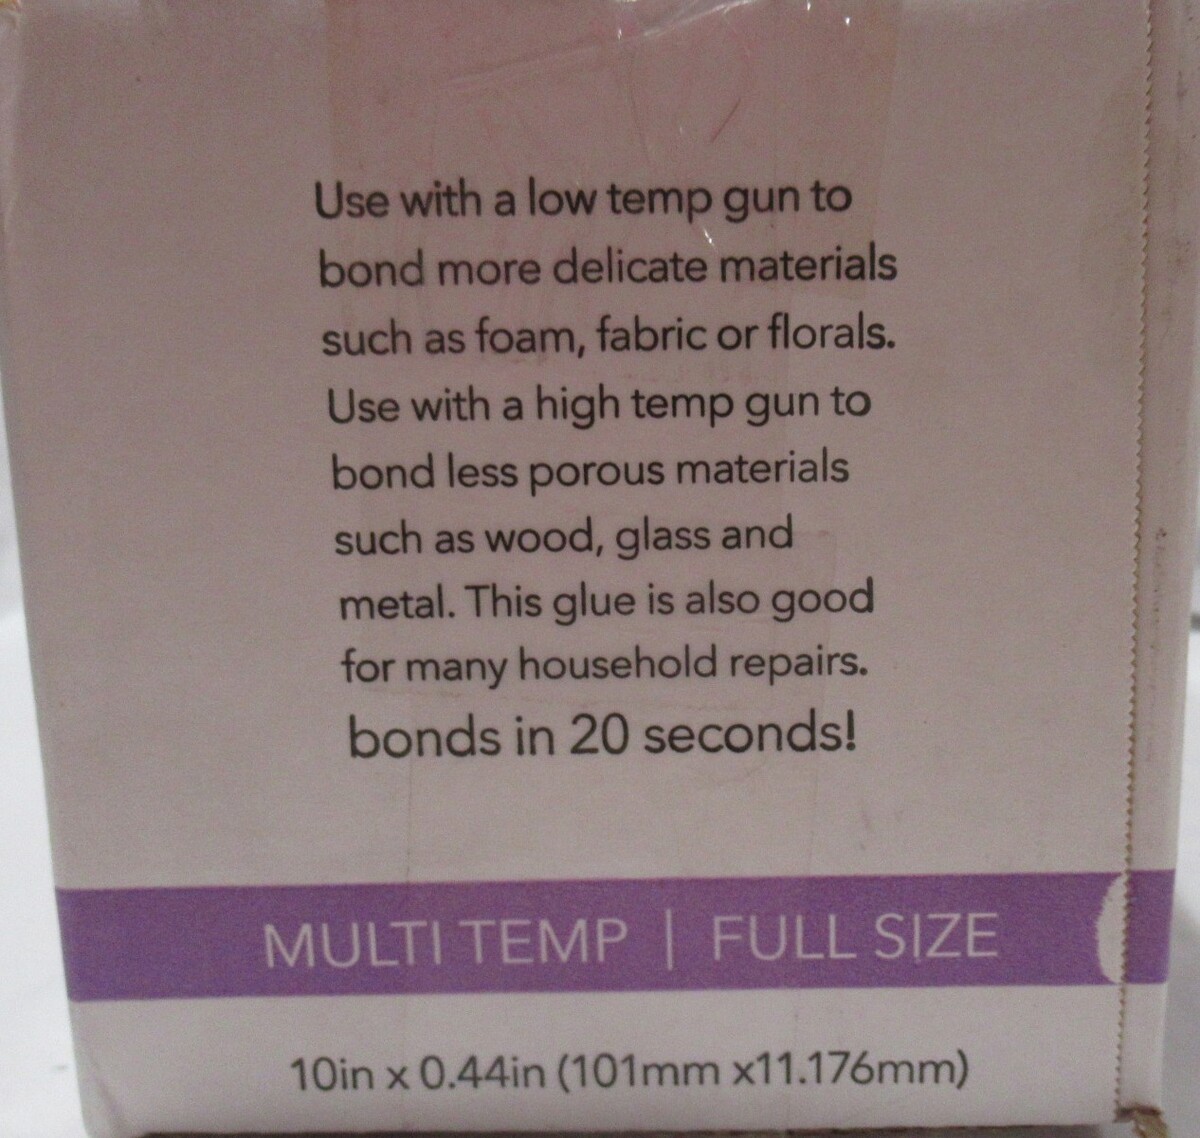 Use with a low temp gun to
bond more delicate materials
such as foam, fabric or florals.
Use with a high temp gun to
bond less porous materials
such as wood, glass and
metal. This glue is also good
for many household repairs.
bonds in 20 seconds!
MULTI TEMP | FULL SIZE
10in x 0.44in (101mm x11.176mm)